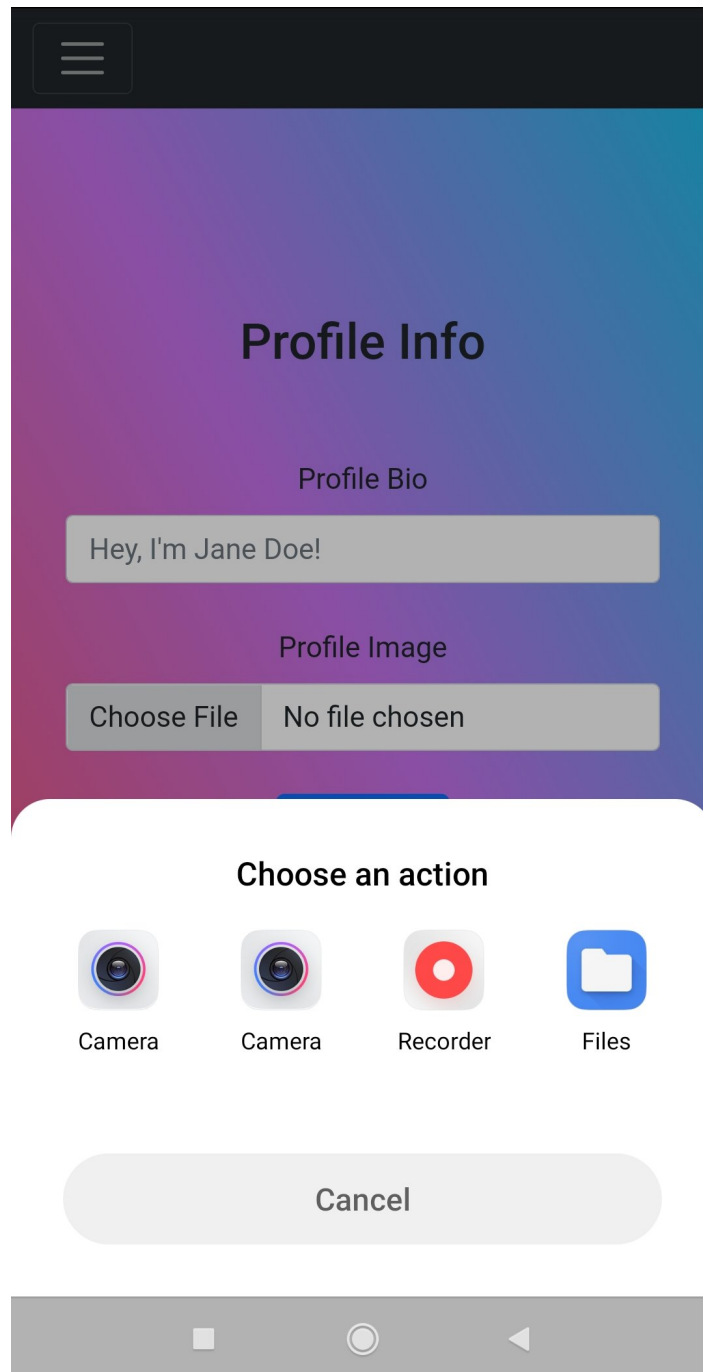 Profile Info
Profile Bio
Hey, I'm Jane Doe!
Profile Image
Choose File No file chosen
Choose an action
Camera Camera Recorder Files
Cancel